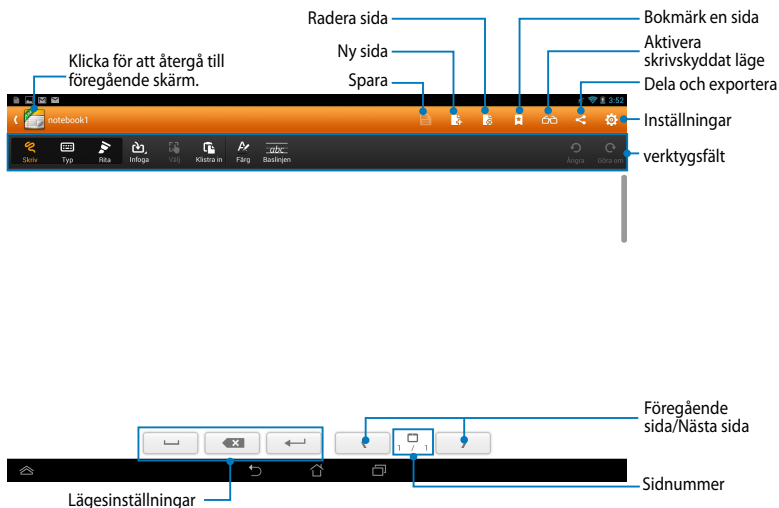 Radera sida
Ny sida
Spara
Bokmärk en sida
Aktivera
skrivskyddat läge
Dela och exportera
Inställningar
verktygsfält
Klicka för att återgå till
föregående skärm.
3:52
notebook1
Skriv
Typ
Rita
Infoga
Välj
Klistra in
Färg
abc
Baslinjen
Ångra
Göra om
Föregående
sida/Nästa sida
1 / 1
Sidnummer
Lägesinställningar